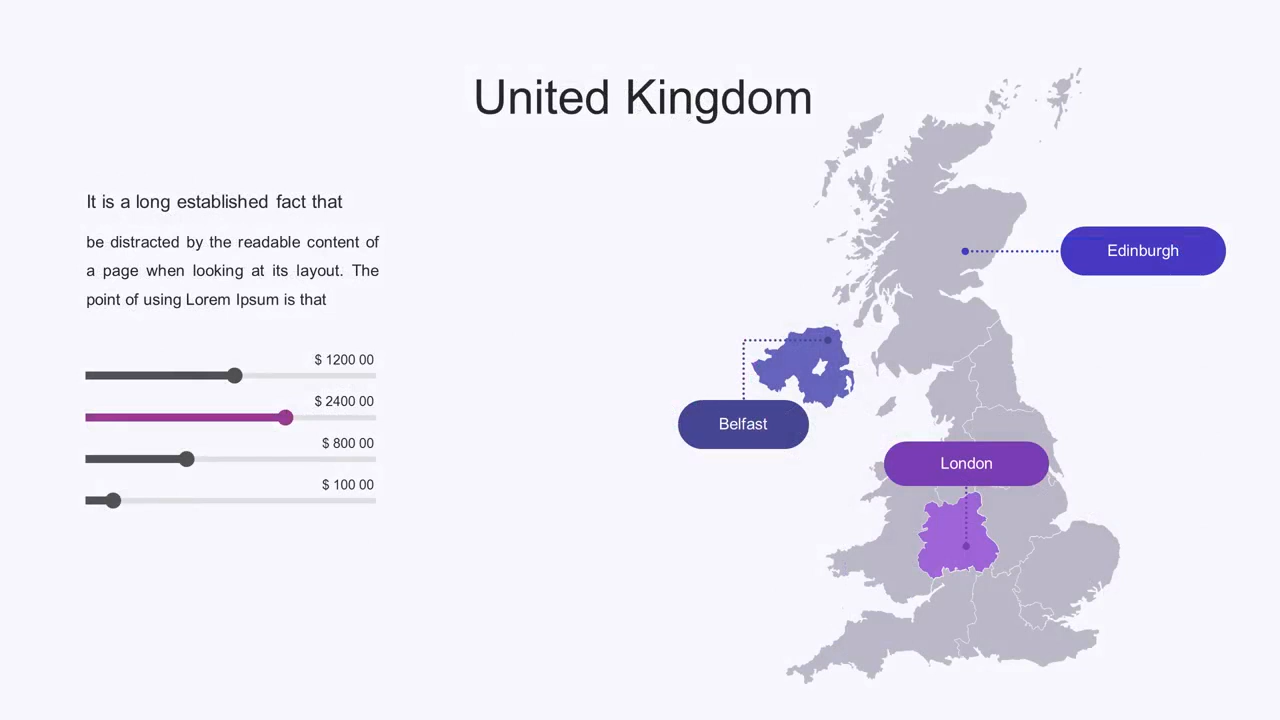 United Kingdom
It is a long established fact that
be distracted by the readable content of
a page when looking at its layout. The
point of using Lorem Ipsum is that
$ 1200 00
$ 2400 00
$ 800 00
$ 100 00
Edinburgh
Belfast
London